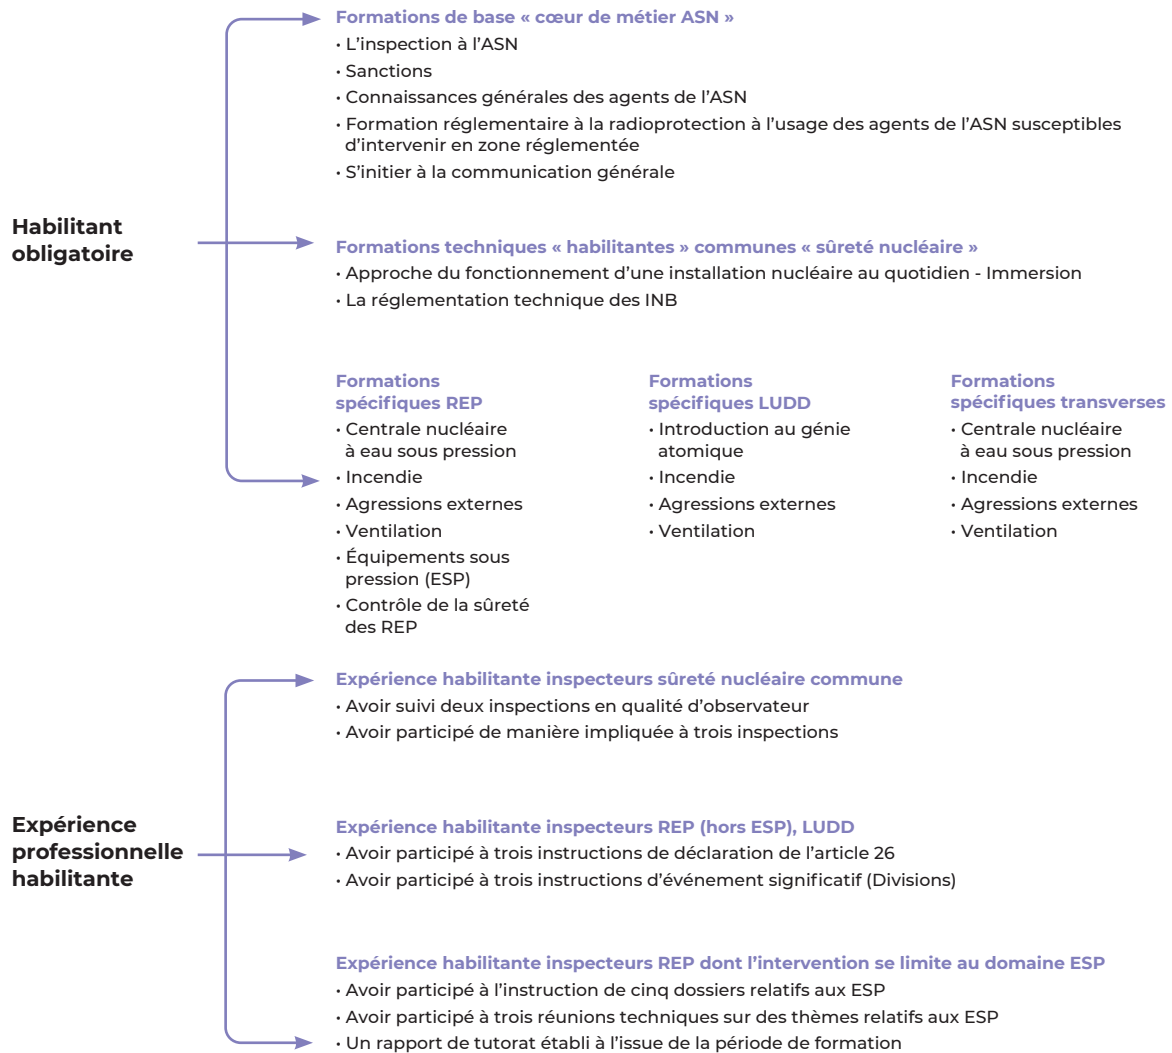 Habilitant
obligatoire
Formations de base « cœur de métier ASN »
• L’inspection à l’ASN
• Sanctions
• Connaissances générales des agents de l’ASN
• Formation réglementaire à la radioprotection à l’usage des agents de l’ASN susceptibles
d’intervenir en zone réglementée
• S’initier à la communication générale
Formations techniques « habilitantes » communes « sûreté nucléaire »
• Approche du fonctionnement d’une installation nucléaire au quotidien - Immersion
• La réglementation technique des INB
Formations
spécifiques REP
• Centrale nucléaire
à eau sous pression
• Incendie
• Agressions externes
• Ventilation
• Équipements sous
pression (ESP)
• Contrôle de la sûreté
des REP
Formations
spécifiques LUDD
• Introduction au génie
atomique
• Incendie
• Agressions externes
• Ventilation
Formations
spécifiques transverses
• Centrale nucléaire
à eau sous pression
• Incendie
• Agressions externes
• Ventilation
Expérience
professionnelle
habilitante
Expérience habilitante inspecteurs sûreté nucléaire commune
• Avoir suivi deux inspections en qualité d’observateur
• Avoir participé de manière impliquée à trois inspections
Expérience habilitante inspecteurs REP (hors ESP), LUDD
• Avoir participé à trois instructions de déclaration de l’article 26
• Avoir participé à trois instructions d’événement significatif (Divisions)
Expérience habilitante inspecteurs REP dont l’intervention se limite au domaine ESP
• Avoir participé à l’instruction de cinq dossiers relatifs aux ESP
• Avoir participé à trois réunions techniques sur des thèmes relatifs aux ESP
• Un rapport de tutorat établi à l’issue de la période de formation